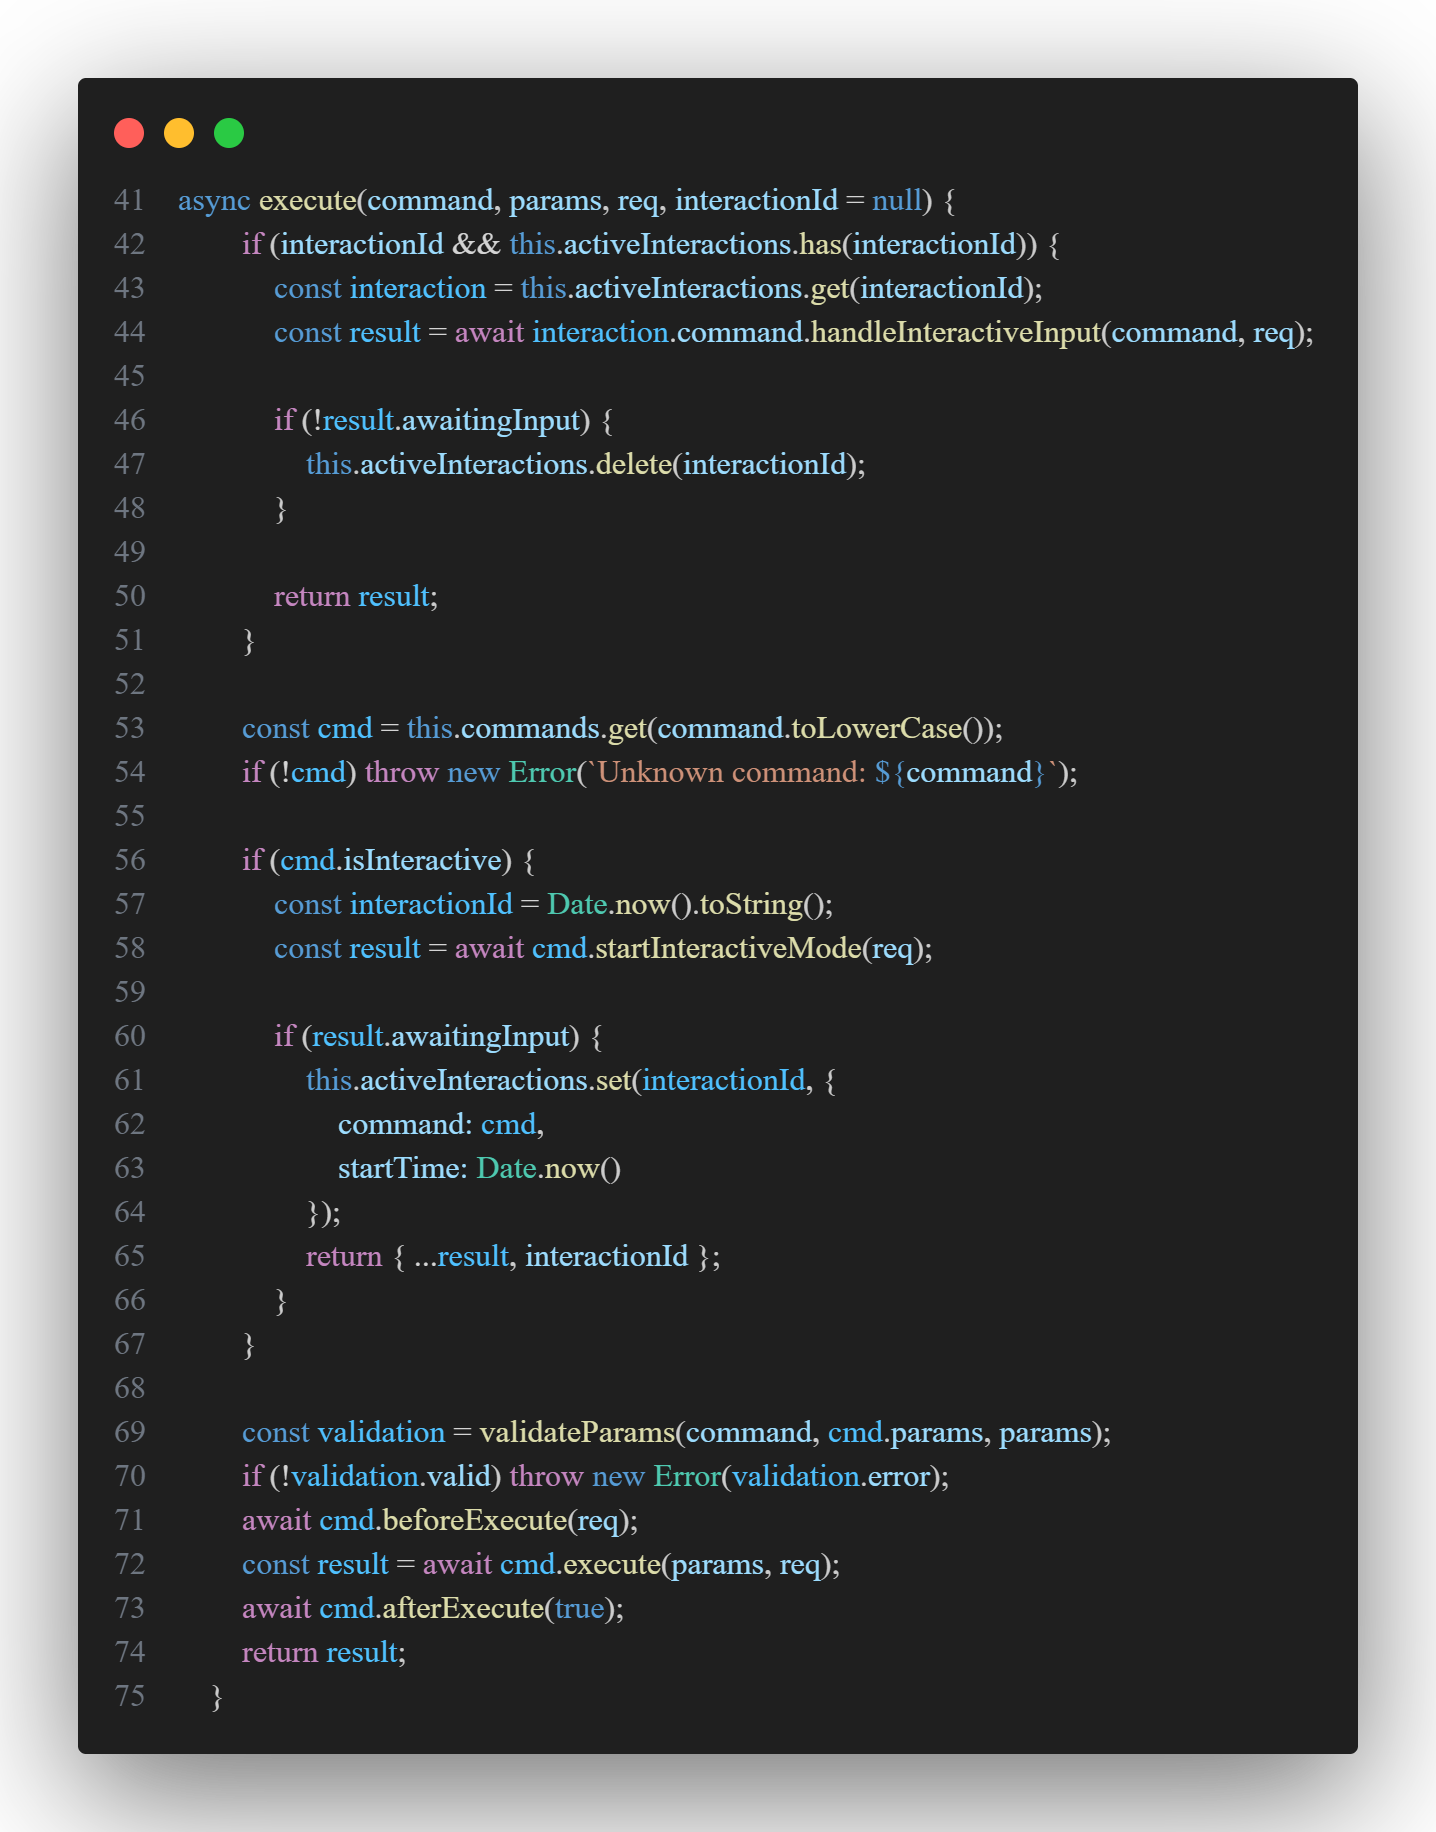 41 async execute(command, params, req, interactionId = null) {
42         if (interactionId && this.activeInteractions.has(interactionId)) {
43             const interaction = this.activeInteractions.get(interactionId);
44             const result = await interaction.command.handleInteractiveInput(command, req);
45
46             if (!result.awaitingInput) {
47                 this.activeInteractions.delete(interactionId);
48             }
49
50             return result;
51         }
52
53         const cmd = this.commands.get(command.toLowerCase());
54         if (!cmd) throw new Error(`Unknown command: ${command}`);
55
56         if (cmd.isInteractive) {
57             const interactionId = Date.now().toString();
58             const result = await cmd.startInteractiveMode(req);
59
60             if (result.awaitingInput) {
61                 this.activeInteractions.set(interactionId, {
62                     command: cmd,
63                     startTime: Date.now()
64                 });
65                 return { ...result, interactionId };
66             }
67         }
68
69         const validation = validateParams(command, cmd.params, params);
70         if (!validation.valid) throw new Error(validation.error);
71         await cmd.beforeExecute(req);
72         const result = await cmd.execute(params, req);
73         await cmd.afterExecute(true);
74         return result;
75     }